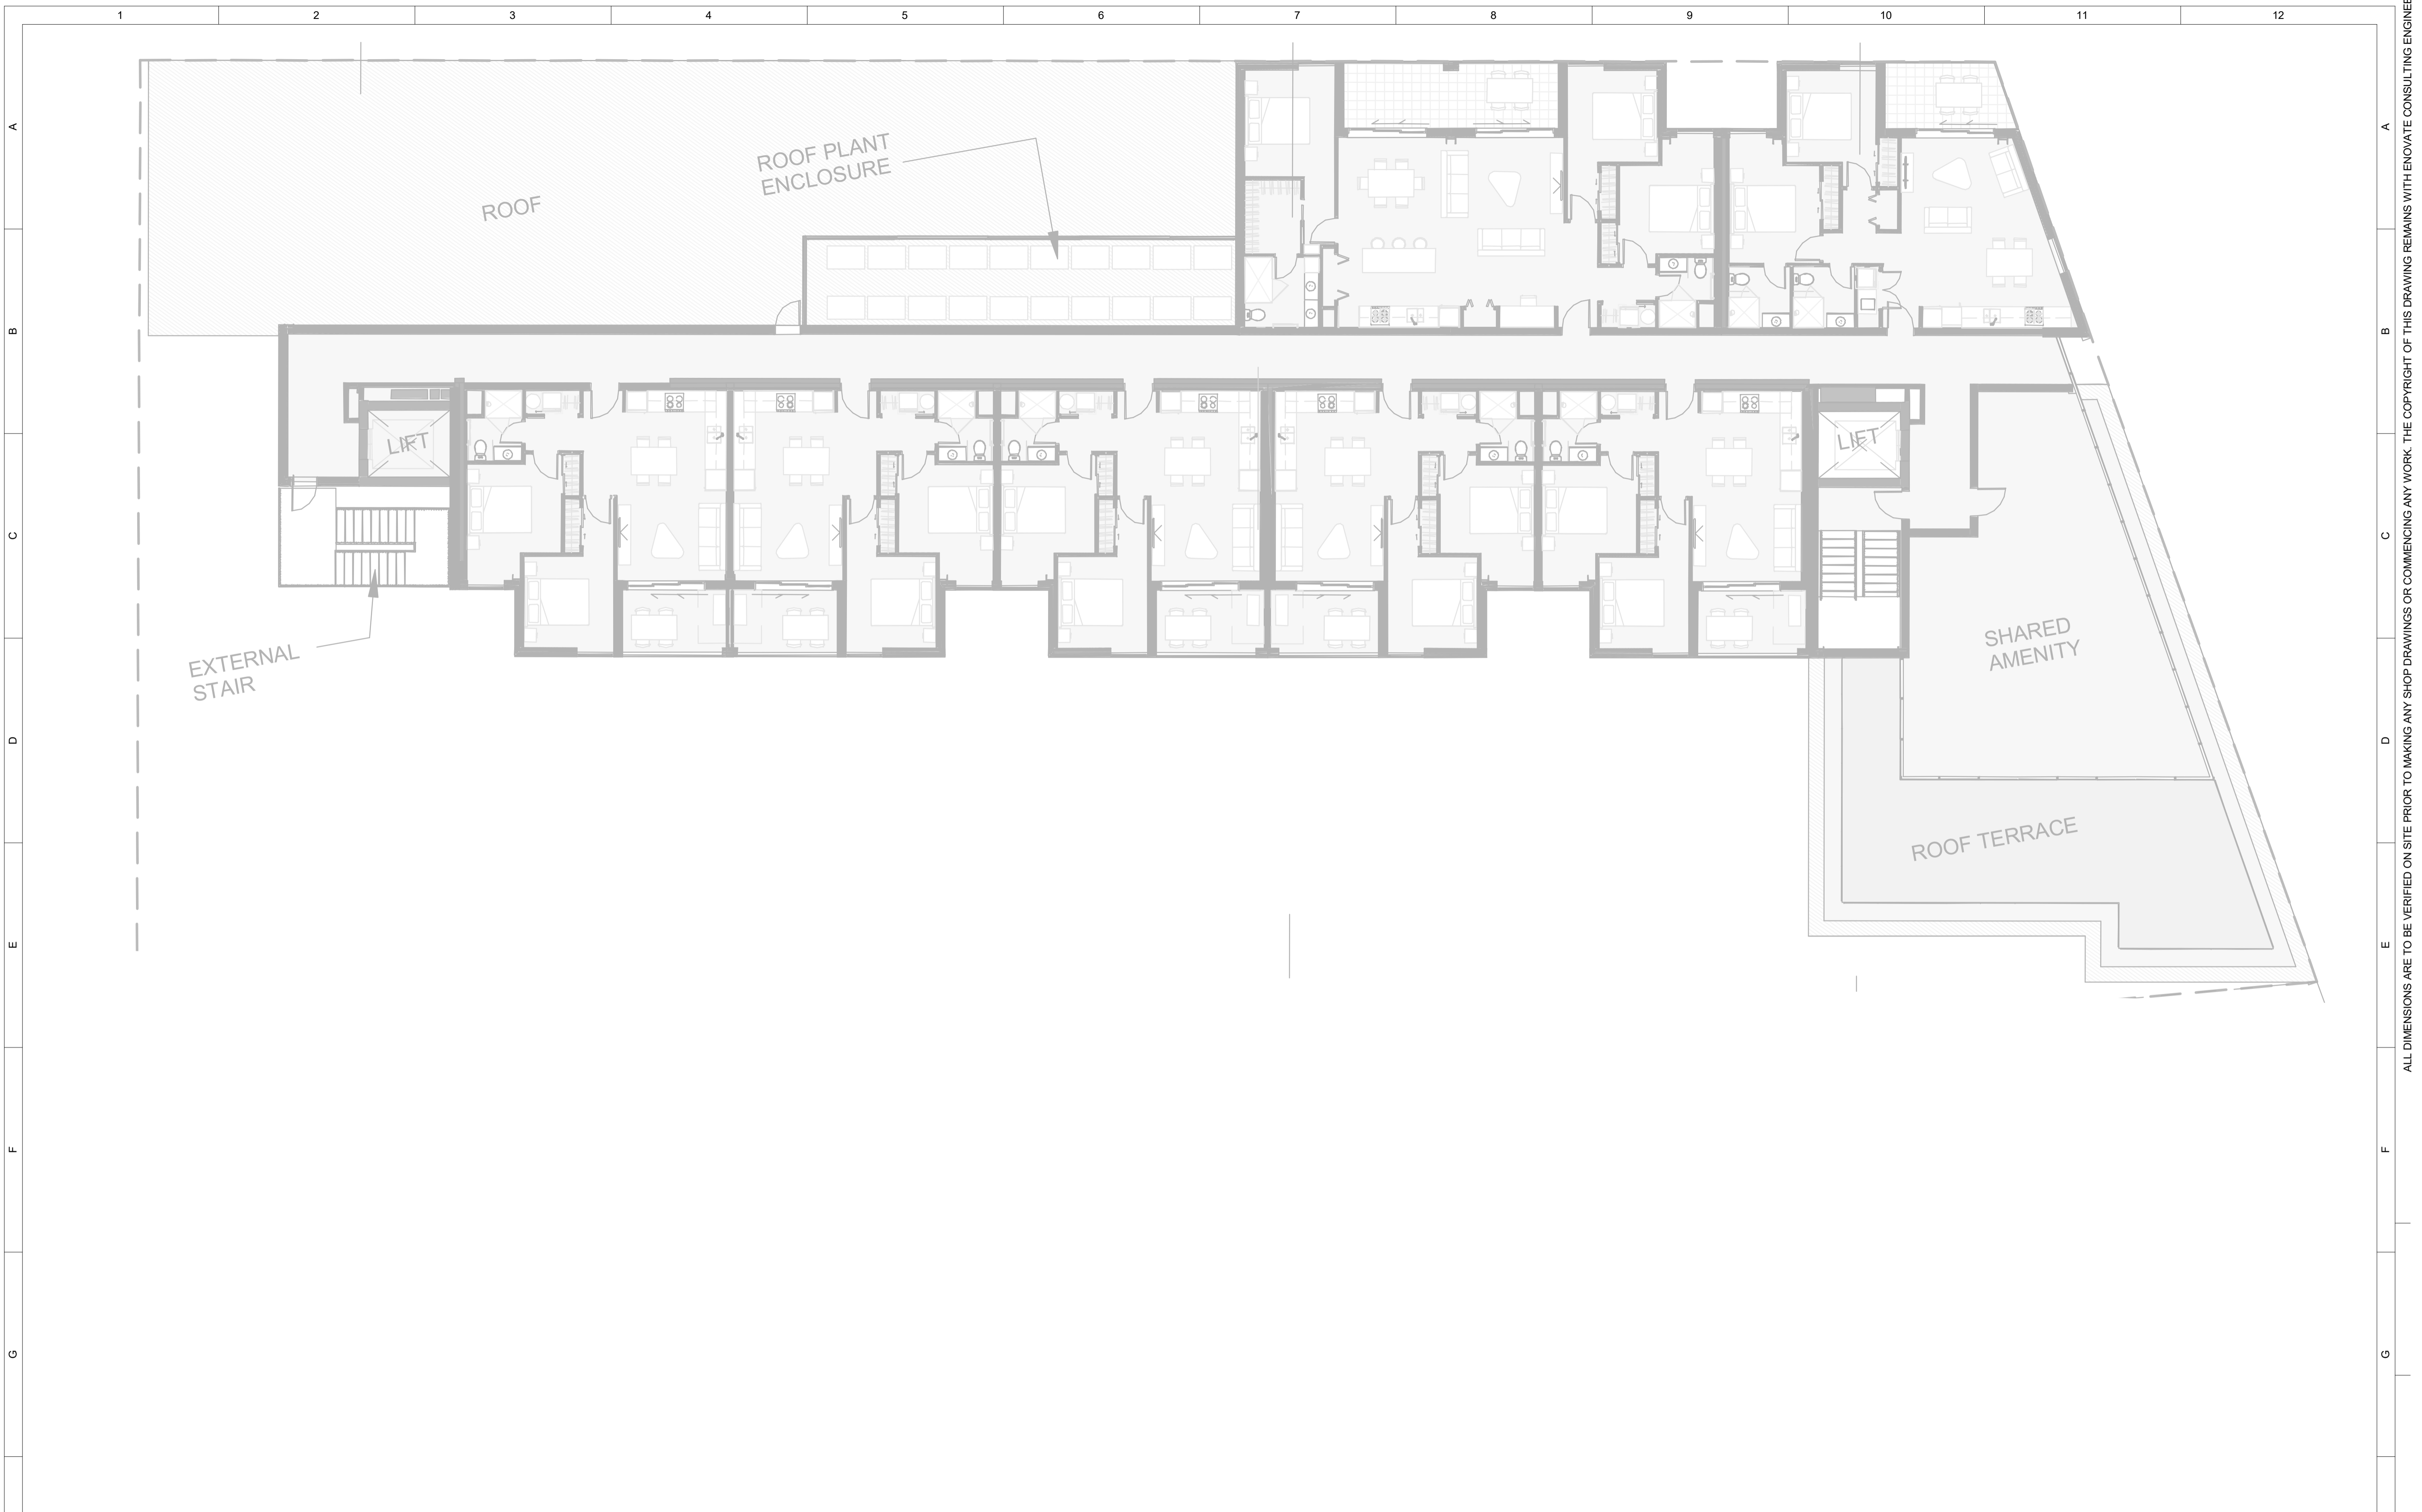 1 2 3 4 5 6 7 8 9 10 11 12
A A
ROOF PLANT
ENCLOSURE
ROOF
B B
LIFT
LIFT
C C
SHARED
AMENITY
EXTERNAL
STAIR
D D
ROOF TERRACE
E E
F F
G G
ALL DIMENSIONS ARE TO BE VERIFIED ON SITE PRIOR TO MAKING ANY SHOP DRAWINGS OR COMMENCING ANY WORK. THE COPYRIGHT OF THIS DRAWING REMAINS WITH ENOVATE CONSULTING